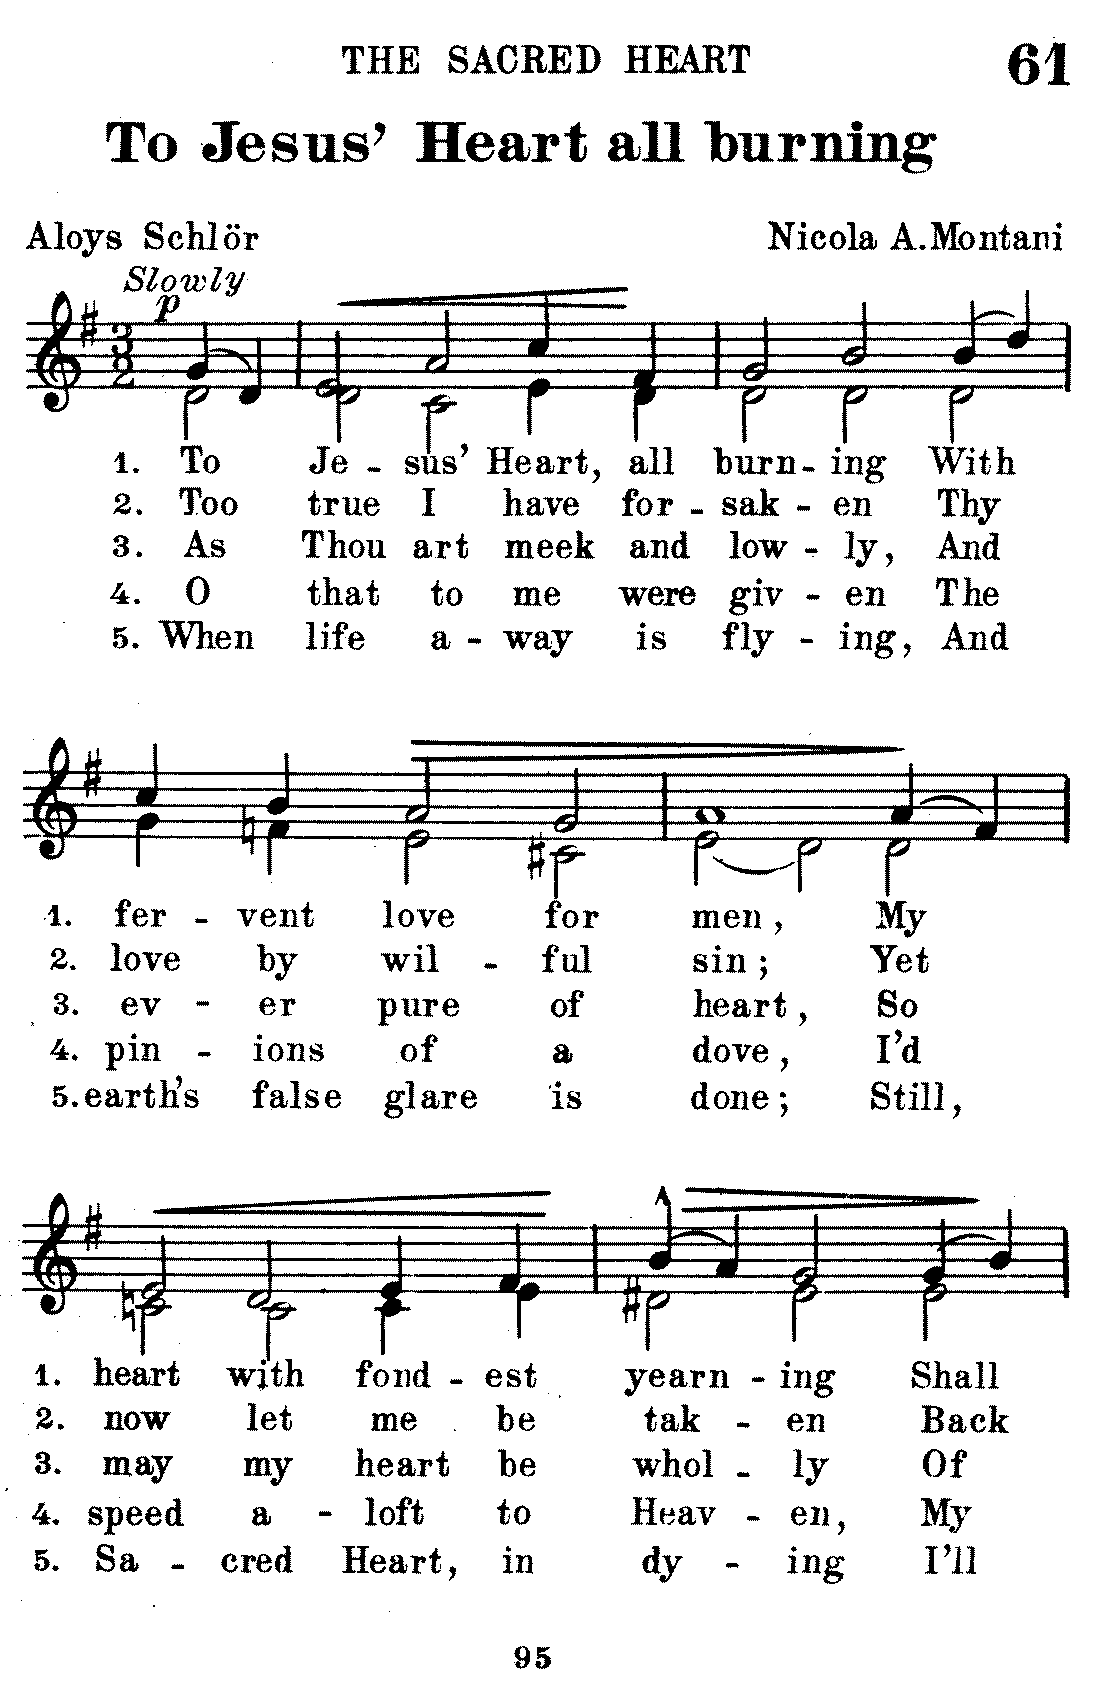 THE SACRED HEART 61
To Jesus' Heart all burning
Aloys Schlör Nicola A. Montani
Slowly
p
3 8 2
1. To Je - sus' Heart, all burn - ing With
2. Too true I have for - sak - en Thy
3. As Thou art meek and low - ly, And
4. O that to me were giv - en The
5. When life a - way is fly - ing, And
1. fer - vent love for men, My
2. love by wil - ful sin; Yet
3. ev - er pure of heart, So
4. pin - ions of a dove, I'd
5. earth's false glare is done; Still,
1. heart with fond - est yearn - ing Shall
2. now let me be tak - en Back
3. may my heart be whol - ly Of
4. speed a - loft to Heav - en, My
5. Sa - cred Heart, in dy - ing I'll
95